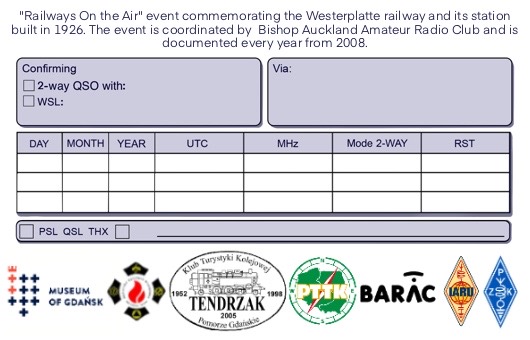 "Railways On the Air" event commemorating the Westerplatte railway and its station
built in 1926. The event is coordinated by Bishop Auckland Amateur Radio Club and is
documented every year from 2008.
Confirming
2-way QSO with:
WSL:
Via:
DAY MONTH YEAR UTC MHz Mode 2-WAY RST
PSL QSL THX
MUSEUM
OF GDAŃSK
Klub Turystyki Kolejowej
1952 1998
TENDRZAK
2005
Pomorze Gdańskie
PTTK
BARAC
IARU
PZK